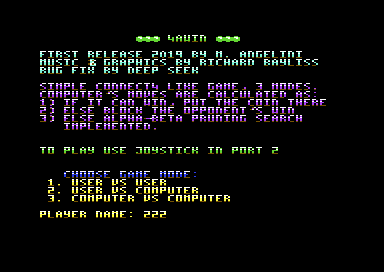 4AWIN
FIRST RELEASE 2019 BY M. ANGELINI
MUSIC & GRAPHICS BY RICHARD BAYLISS
BUG FIX BY DEEP SEEK
SIMPLE CONNECT4 LIKE GAME, 3 MODES.
COMPUTER'S MOVES ARE CALCULATED AS:
1) IF IT CAN WIN, PUT THE COIN THERE
2) ELSE BLOCK THE OPPONENT'S WIN
3) ELSE ALPHA-BETA PRUNING SEARCH
IMPLEMENTED.
TO PLAY USE JOYSTICK IN PORT 2
CHOOSE GAME MODE:
1. USER VS USER
2. USER VS COMPUTER
3. COMPUTER VS COMPUTER
PLAYER NAME: 222